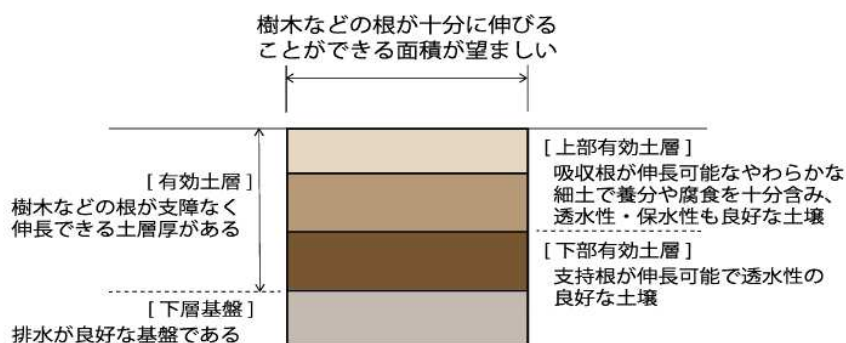 樹木などの根が十分に伸びる
ことができる面積が望ましい
[ 有効土層 ]
樹木などの根が支障なく
伸長できる土層厚がある
[ 下層基盤 ]
排水が良好な基盤である
[ 上部有効土層 ]
吸収根が伸長可能なやわらかな
細土で養分や腐食を十分含み、
透水性・保水性も良好な土壌
[ 下部有効土層 ]
支持根が伸長可能で透水性の
良好な土壌